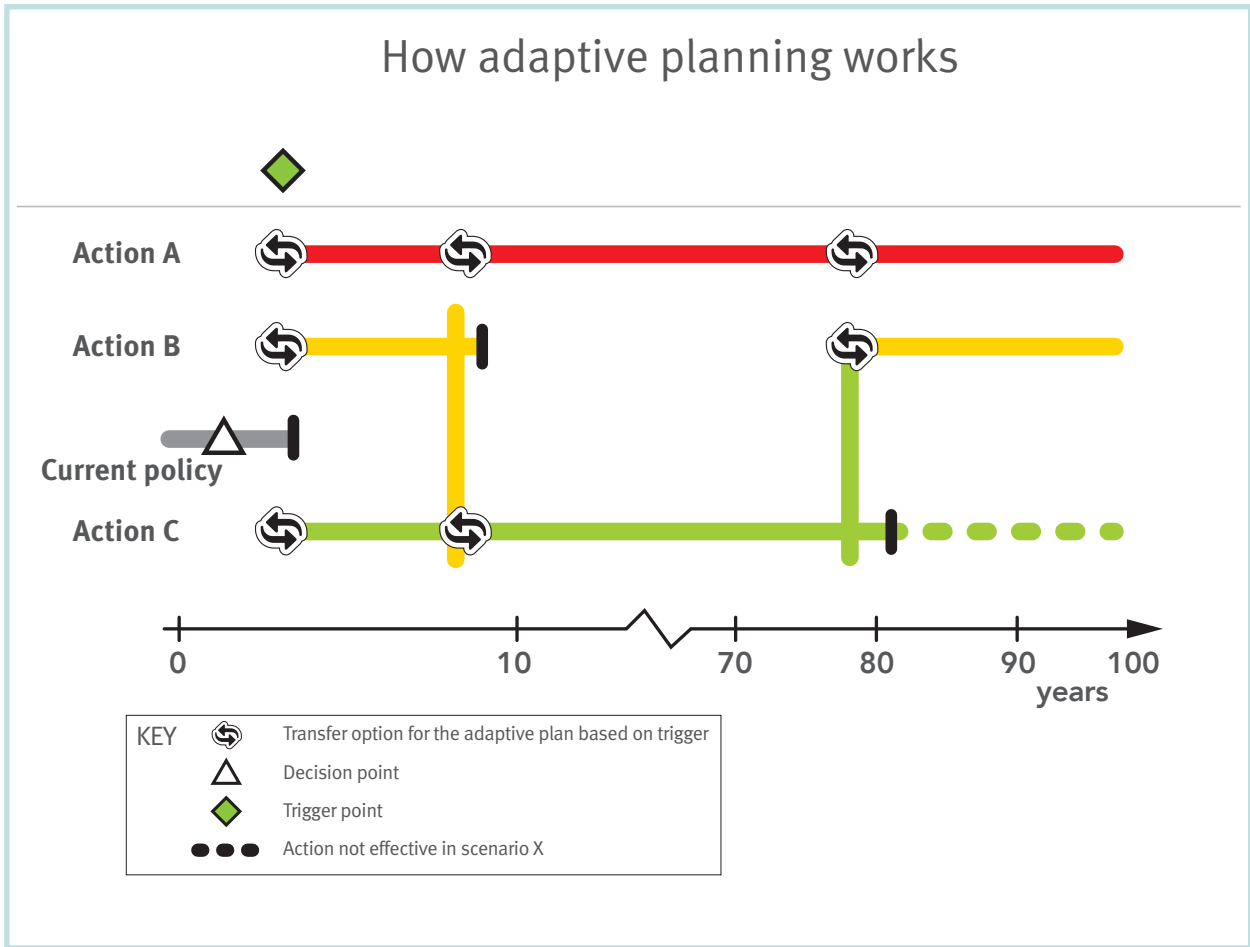 How adaptive planning works
Action A
Action B
Current policy
Action C
0
10
70
80
90
100
years
KEY
Transfer option for the adaptive plan based on trigger
Decision point
Trigger point
Action not effective in scenario X